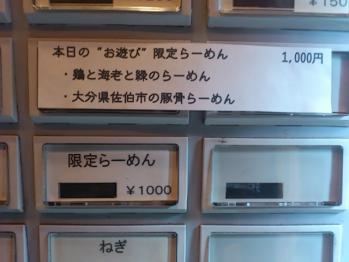 ¥150
本日の“お遊び”限定らーめん 1,000円
・鶏と海老と緑のらーめん
・大分県佐伯市の豚骨らーめん
限定らーめん
¥1000
ねぎ